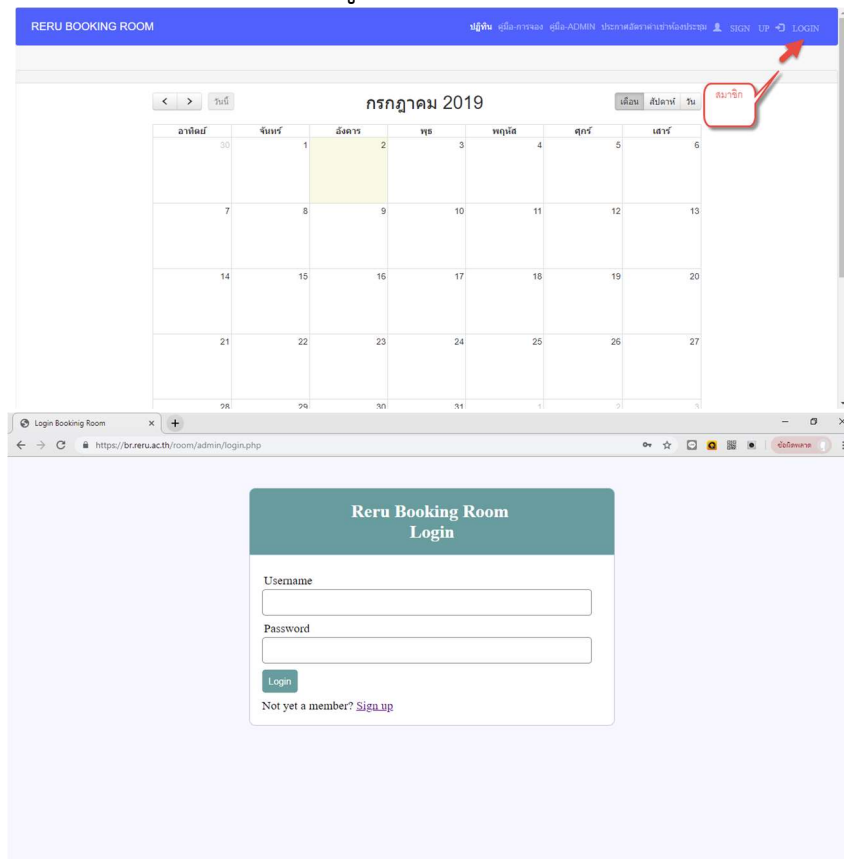 RERU BOOKING ROOM ปฏิทิน คู่มือ-การจอง คู่มือ-ADMIN ประกาศอัตราค่าเช่าห้องประชุม SIGN UP LOGIN
สมาชิก
< > วันนี้ กรกฎาคม 2019 เดือน สัปดาห์ วัน
อาทิตย์ จันทร์ อังคาร พุธ พฤหัส ศุกร์ เสาร์
30 1 2 3 4 5 6
7 8 9 10 11 12 13
14 15 16 17 18 19 20
21 22 23 24 25 26 27
28 29 30 31 1 2 3
Login Bookinig Room
https://br.reru.ac.th/room/admin/login.php ข้อผิดพลาด
Reru Booking Room
Login
Username
Password
Login
Not yet a member? Sign up